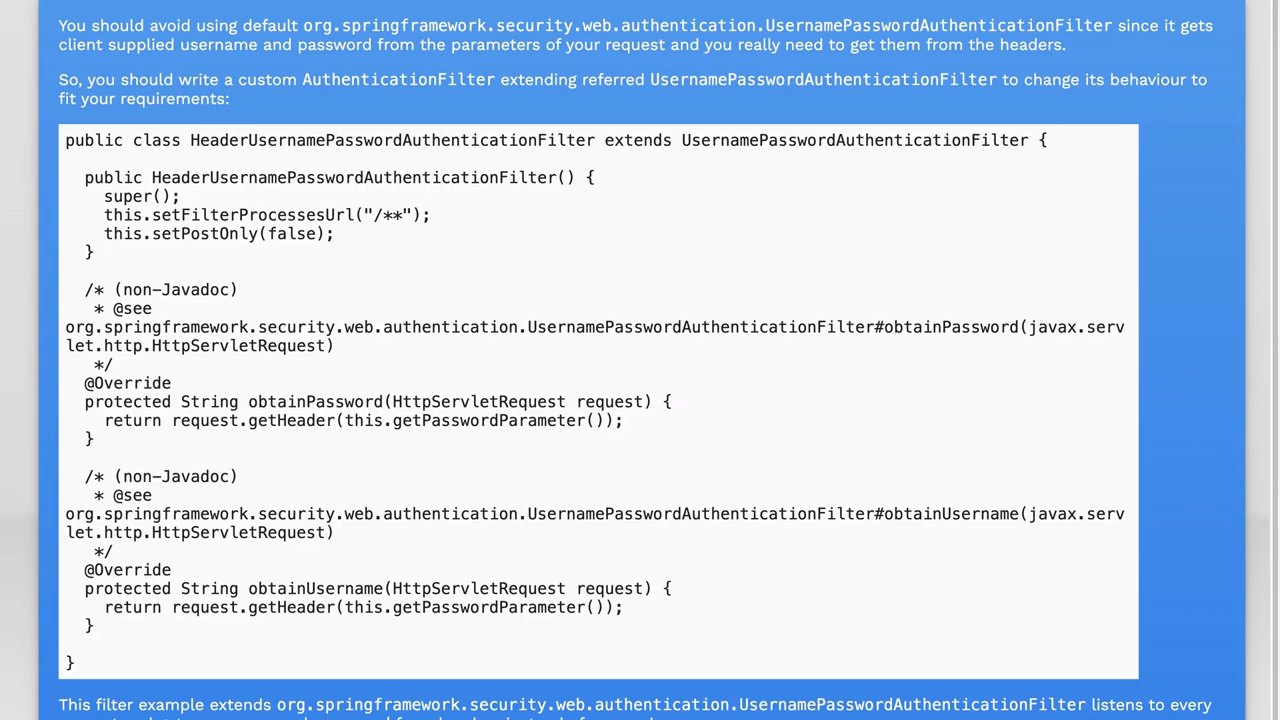 You should avoid using default org.springframework.security.web.authentication.UsernamePasswordAuthenticationFilter since it gets
client supplied username and password from the parameters of your request and you really need to get them from the headers.
So, you should write a custom AuthenticationFilter extending referred UsernamePasswordAuthenticationFilter to change its behaviour to
fit your requirements:
public class HeaderUsernamePasswordAuthenticationFilter extends UsernamePasswordAuthenticationFilter {
public HeaderUsernamePasswordAuthenticationFilter() {
super();
this.setFilterProcessesUrl("/**");
this.setPostOnly(false);
}
/* (non-Javadoc)
* @see
org.springframework.security.web.authentication.UsernamePasswordAuthenticationFilter#obtainPassword(javax.serv
let.http.HttpServletRequest)
*/
@Override
protected String obtainPassword(HttpServletRequest request) {
return request.getHeader(this.getPasswordParameter());
}
/* (non-Javadoc)
* @see
org.springframework.security.web.authentication.UsernamePasswordAuthenticationFilter#obtainUsername(javax.serv
let.http.HttpServletRequest)
*/
@Override
protected String obtainUsername(HttpServletRequest request) {
return request.getHeader(this.getPasswordParameter());
}
}
This filter example extends org.springframework.security.web.authentication.UsernamePasswordAuthenticationFilter listens to every